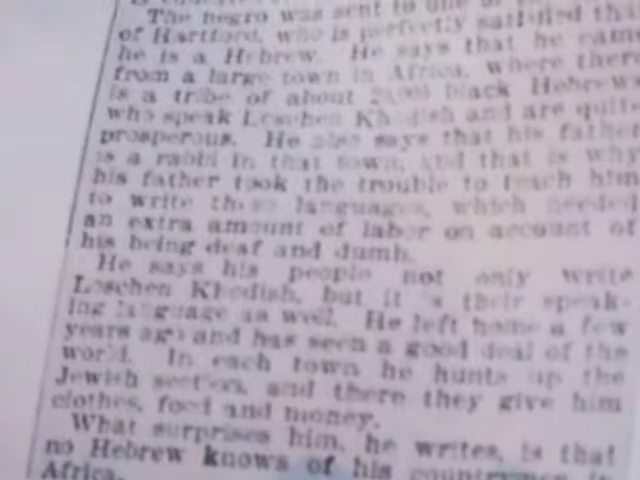 The negro was sent to one of
of Hartford, who is perfectly satisfied that
he is a Hebrew. He says that he came
from a large town in Africa, where there
is a tribe of about black Hebrews
who speak Loschen Khodish and are quite
prosperous. He also says that his father
is a rabbi in that town, and that is why
his father took the trouble to teach him
to write these languages, which needed
an extra amount of labor on account of
his being deaf and dumb.
He says his people not only write
Loschen Khodish, but it is their speak-
ing language as well. He left home a few
years ago and has seen a good deal of the
world. In each town he hunts up the
Jewish section, and there they give him
clothes, food and money.
What surprises him, he writes, is that
no Hebrew knows of his country in
Africa.